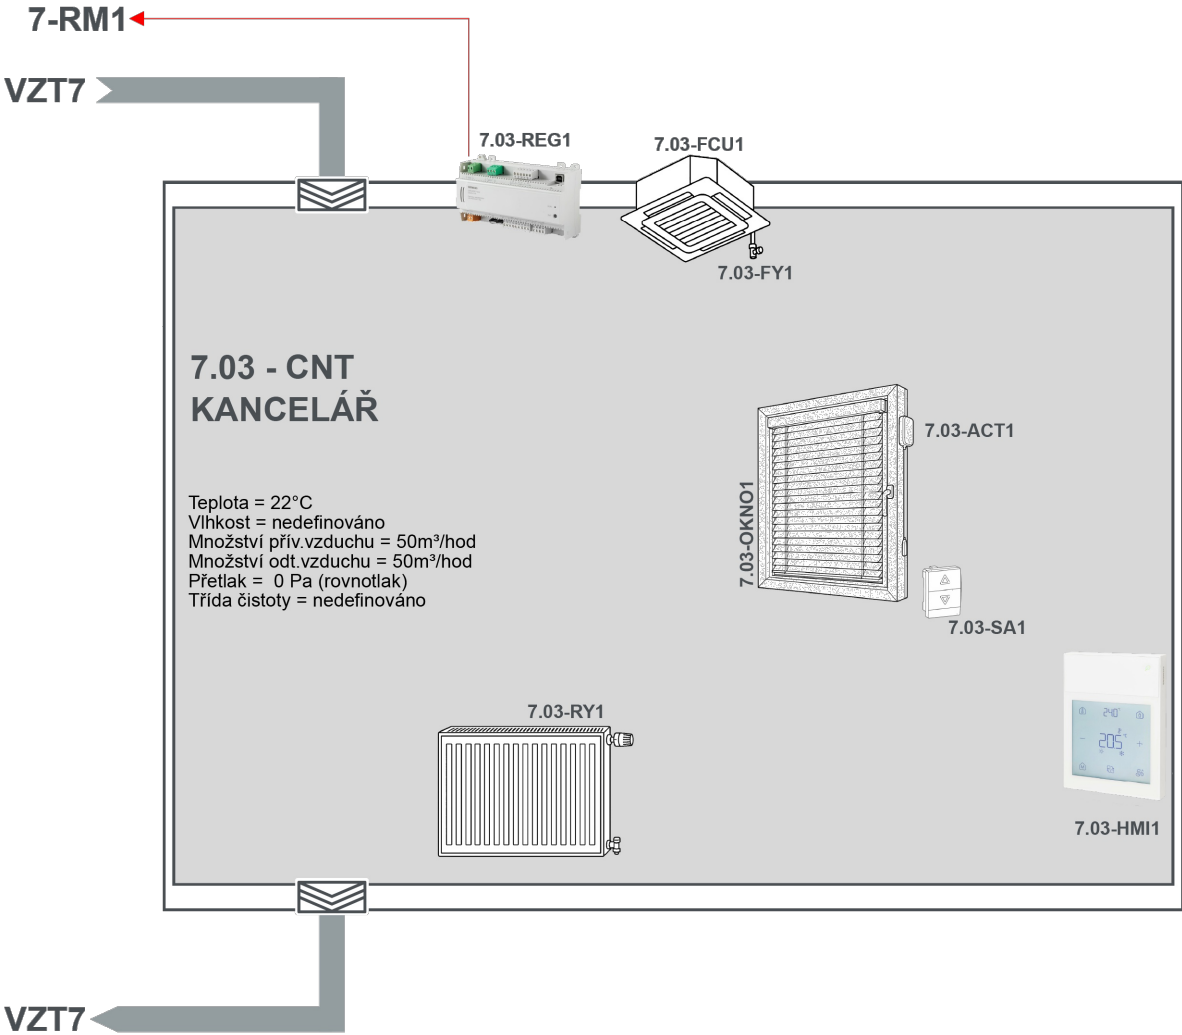 7-RM1
VZT7
7.03-REG1
7.03-FCU1
7.03-FY1
7.03 - CNT
KANCELÁŘ
7.03-ACT1
7.03-OKNO1
Teplota = 22°C
Vlhkost = nedefinováno
Množství přív.vzduchu = 50m³/hod
Množství odt.vzduchu = 50m³/hod
Přetlak =  0 Pa (rovnotlak)
Třída čistoty = nedefinováno
7.03-SA1
7.03-RY1
240
205
7.03-HMI1
VZT7